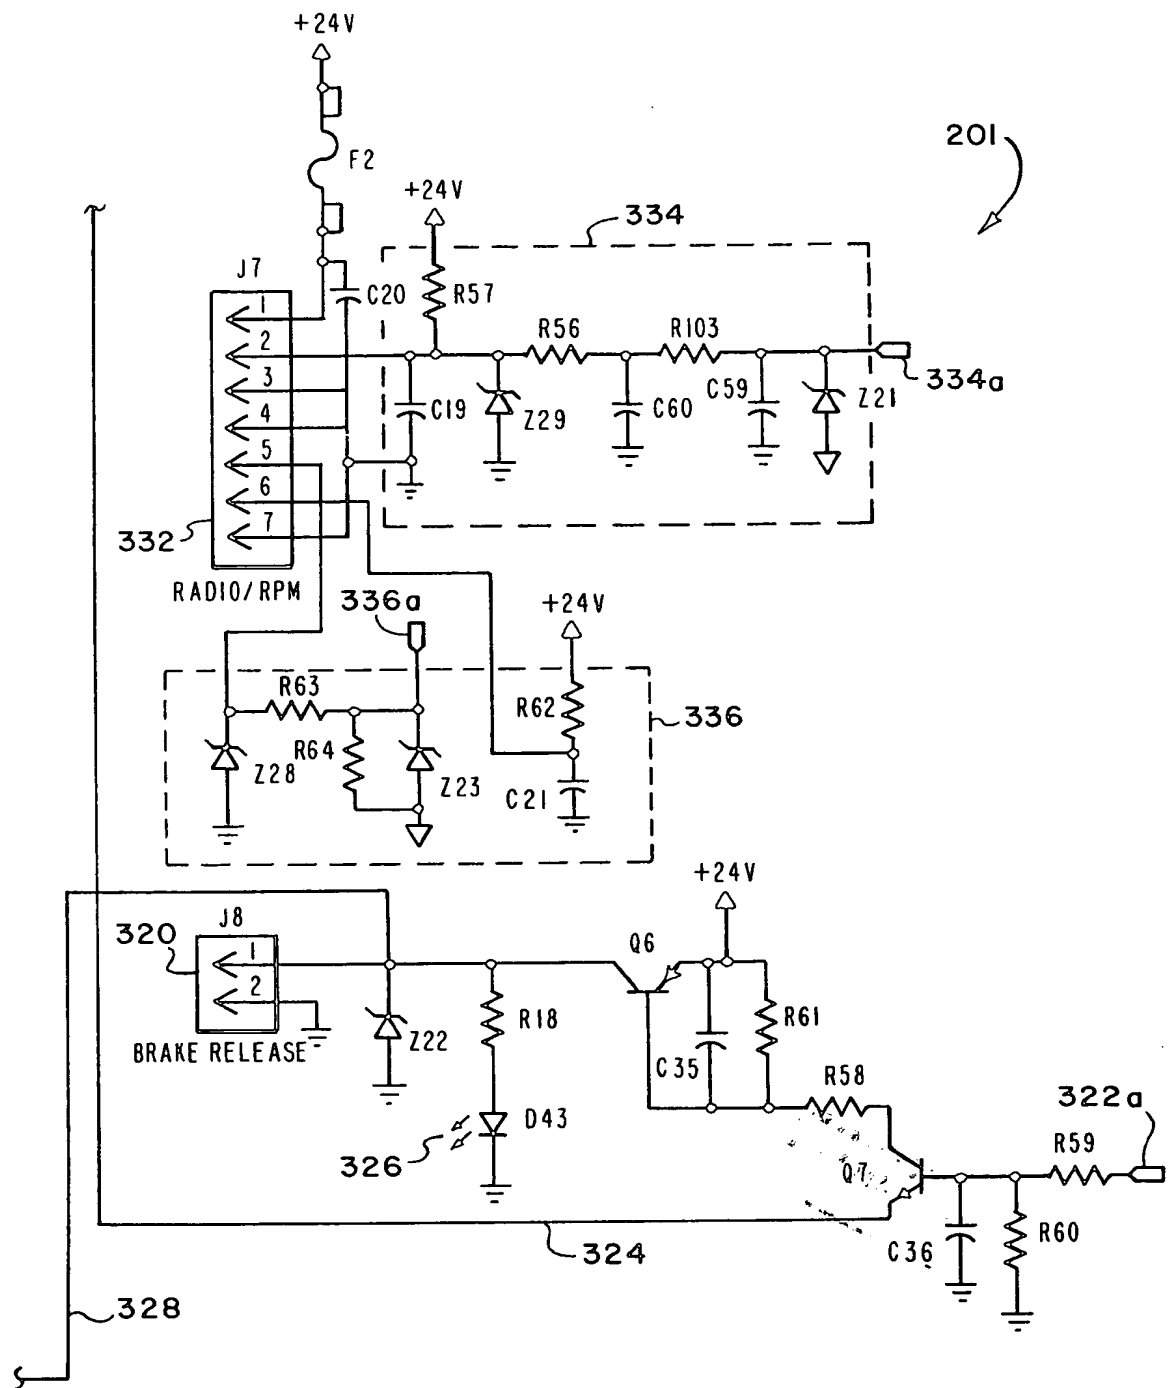 +24V
F2
201
+24V
334
J7
1
C20
R57
2
R56
R103
3
334a
4
C19
Z29
C60
C59
Z21
5
6
332
7
RADIO/RPM
336a
+24V
R63
R62
336
R64
Z28
Z23
C21
+24V
J8
320
1
Q6
2
R18
R61
Z22
C35
BRAKE RELEASE
R58
322a
D43
R59
326
Q7
C36
R60
324
328